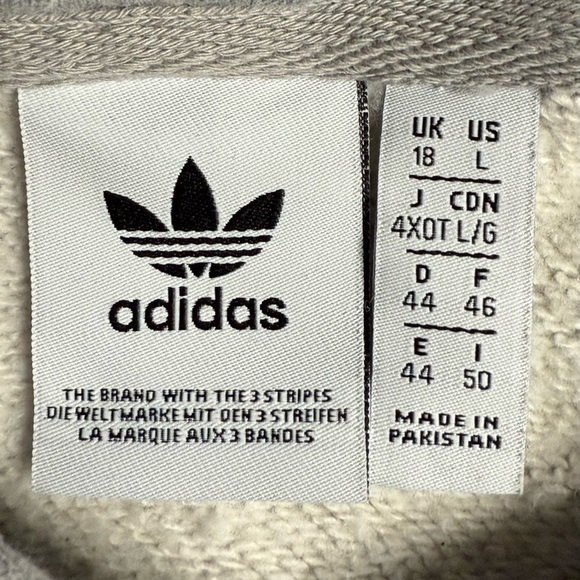 adidas
THE BRAND WITH THE 3 STRIPES
DIE WELTMARKE MIT DEN 3 STREIFEN
LA MARQUE AUX 3 BANDES
UK US
18 L
J CDN
4XOT L/G
D F
44 46
E I
44 50
MADE IN
PAKISTAN